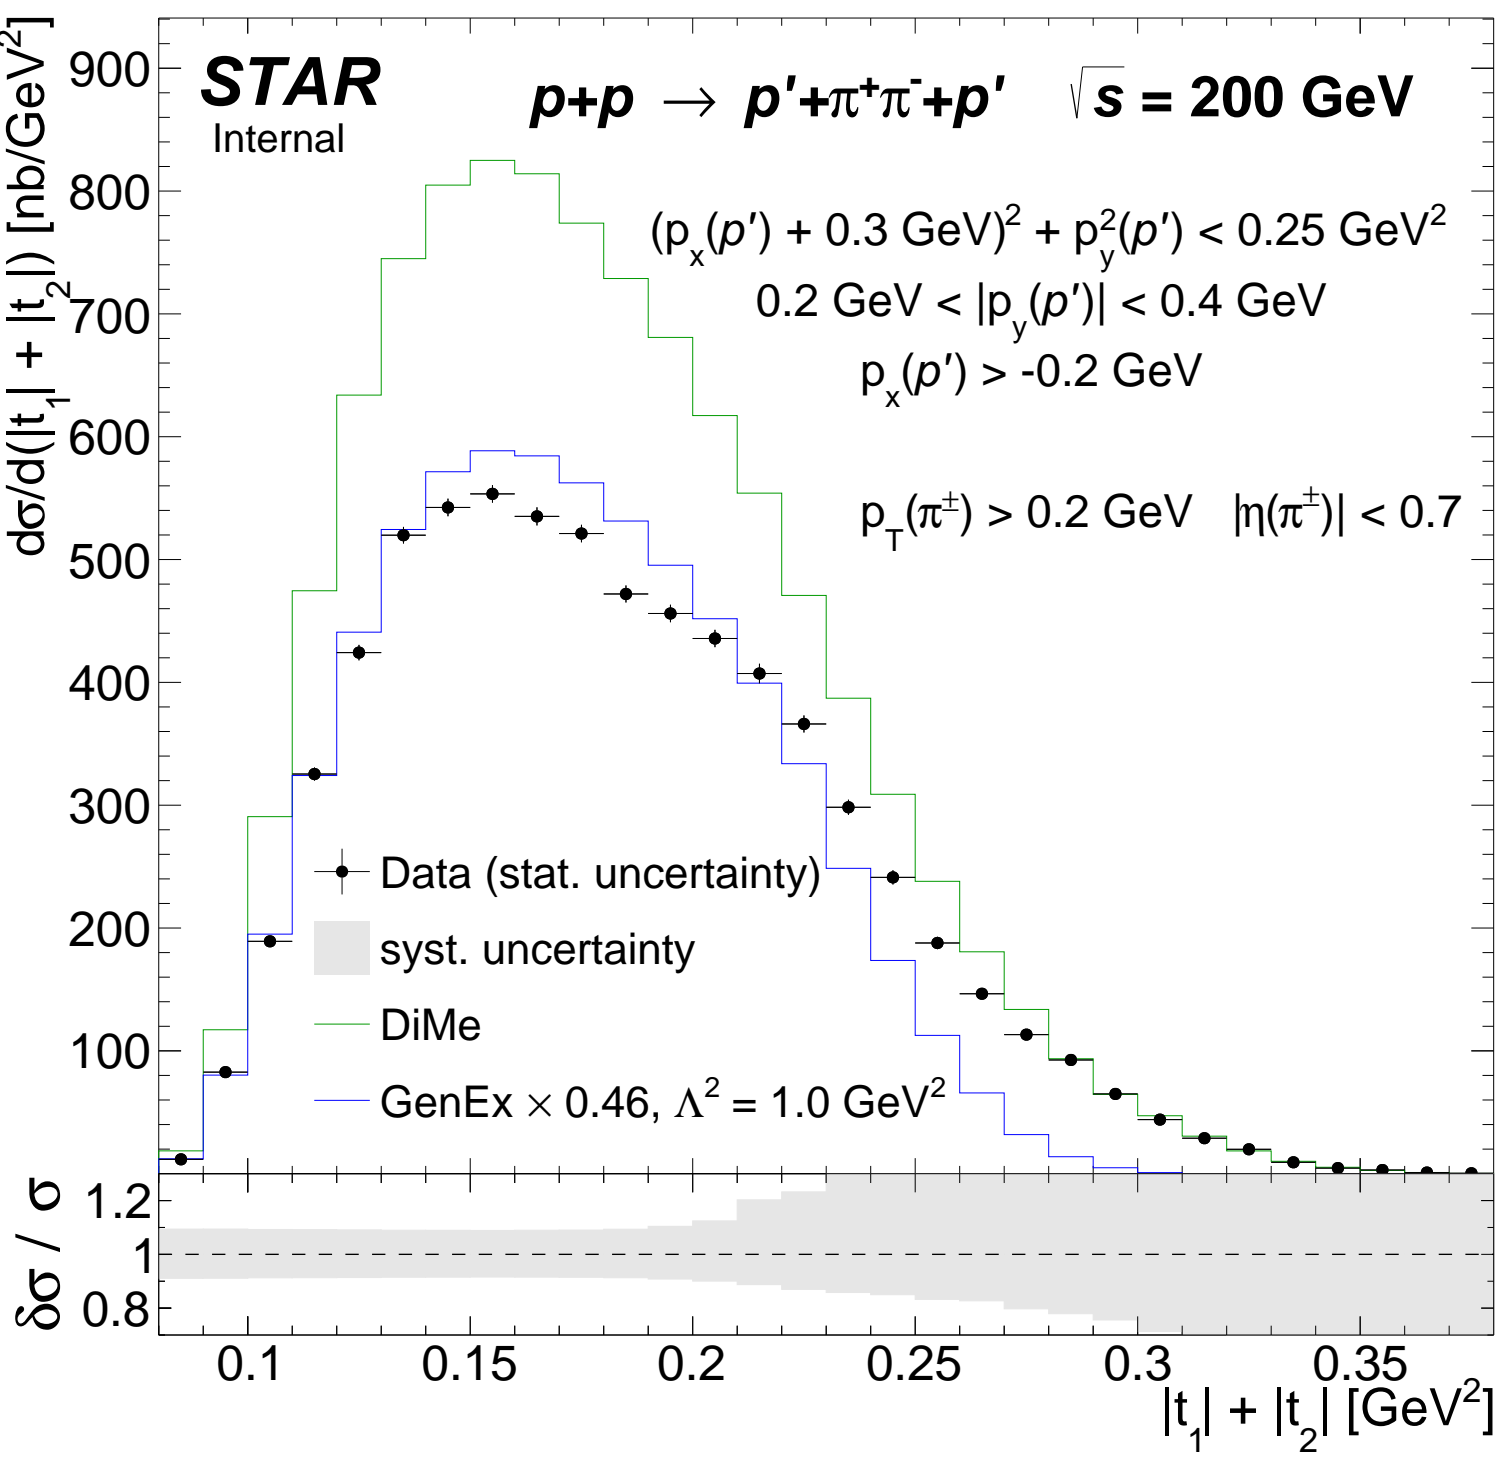 STAR
Internal
p+p → p′+π⁺π⁻+p′ √s = 200 GeV
(pₓ(p′) + 0.3 GeV)² + p_y²(p′) < 0.25 GeV²
0.2 GeV < |p_y(p′)| < 0.4 GeV
pₓ(p′) > -0.2 GeV
p_T(π±) > 0.2 GeV |η(π±)| < 0.7
dσ/d(|t₁| + |t₂|) [nb/GeV²]
900
800
700
600
500
400
300
200
100
Data (stat. uncertainty)
syst. uncertainty
DiMe
GenEx × 0.46, Λ² = 1.0 GeV²
δσ / σ
1.2
1
0.8
0.1 0.15 0.2 0.25 0.3 0.35
|t₁| + |t₂| [GeV²]